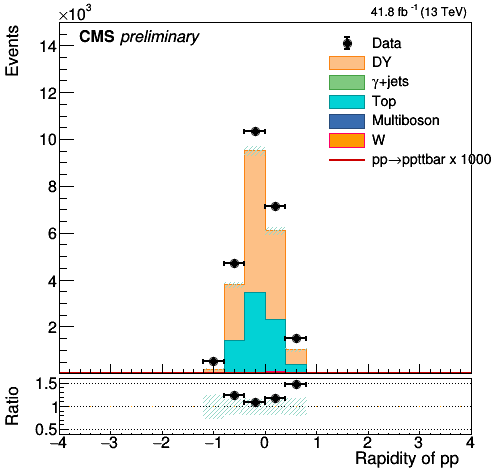 ×10³
41.8 fb⁻¹ (13 TeV)
CMS preliminary
Events
14
12
10
8
6
4
2
Data
DY
γ+jets
Top
Multiboson
W
pp→ppttbar x 1000
Ratio
1.5
1
0.5
−4 −3 −2 −1 0 1 2 3 4
Rapidity of pp